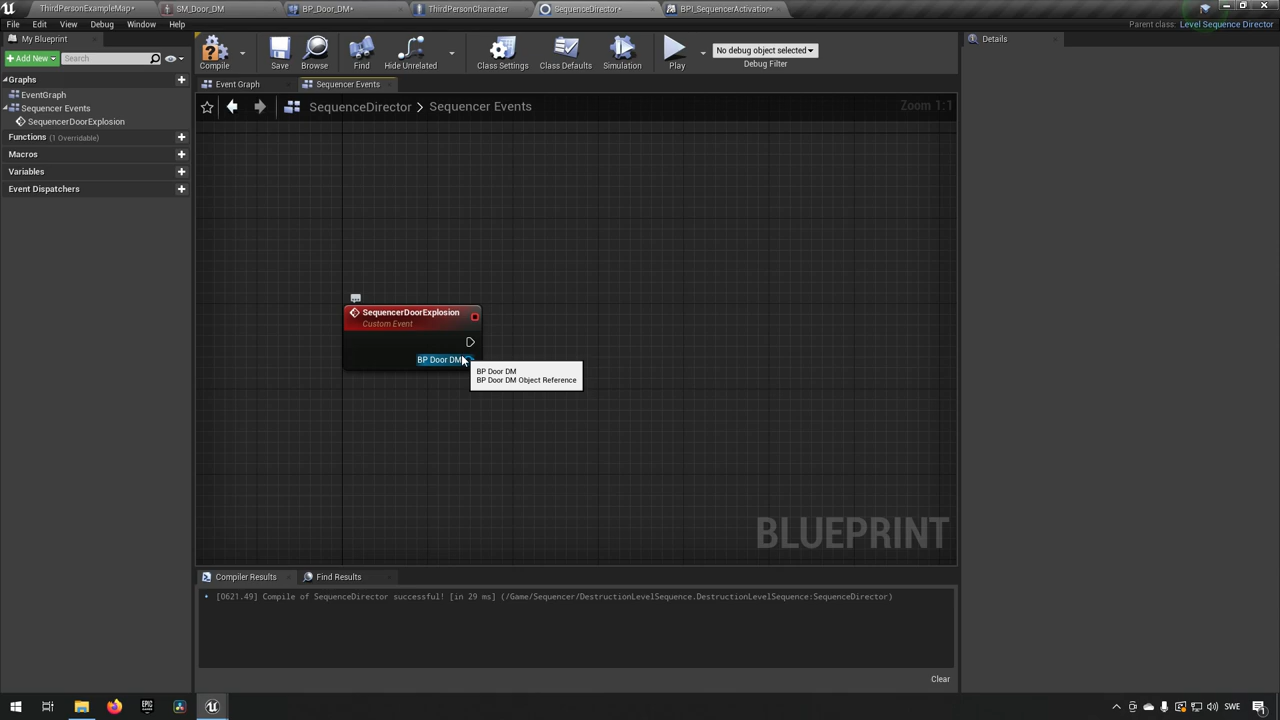 ThirdPersonExampleMap*
SM_Door_DM
BP_Door_DM*
ThirdPersonCharacter
SequenceDirector*
BPI_SequencerActivation*
File
Edit
View
Debug
Window
Help
Parent class: Level Sequence Director
My Blueprint
Add New
Search
Compile
Save
Browse
Find
Hide Unrelated
Class Settings
Class Defaults
Simulation
Play
No debug object selected
Debug Filter
Details
Graphs
EventGraph
Sequencer Events
SequencerDoorExplosion
Functions (1 Overridable)
Macros
Variables
Event Dispatchers
Event Graph
Sequencer Events
SequenceDirector > Sequencer Events
Zoom 1:1
SequencerDoorExplosion
Custom Event
BP Door DM
BP Door DM
BP Door DM Object Reference
BLUEPRINT
Compiler Results
Find Results
[0621.49] Compile of SequenceDirector successful! [in 29 ms] (/Game/Sequencer/DestructionLevelSequence.DestructionLevelSequence:SequenceDirector)
Clear
EPIC
SWE